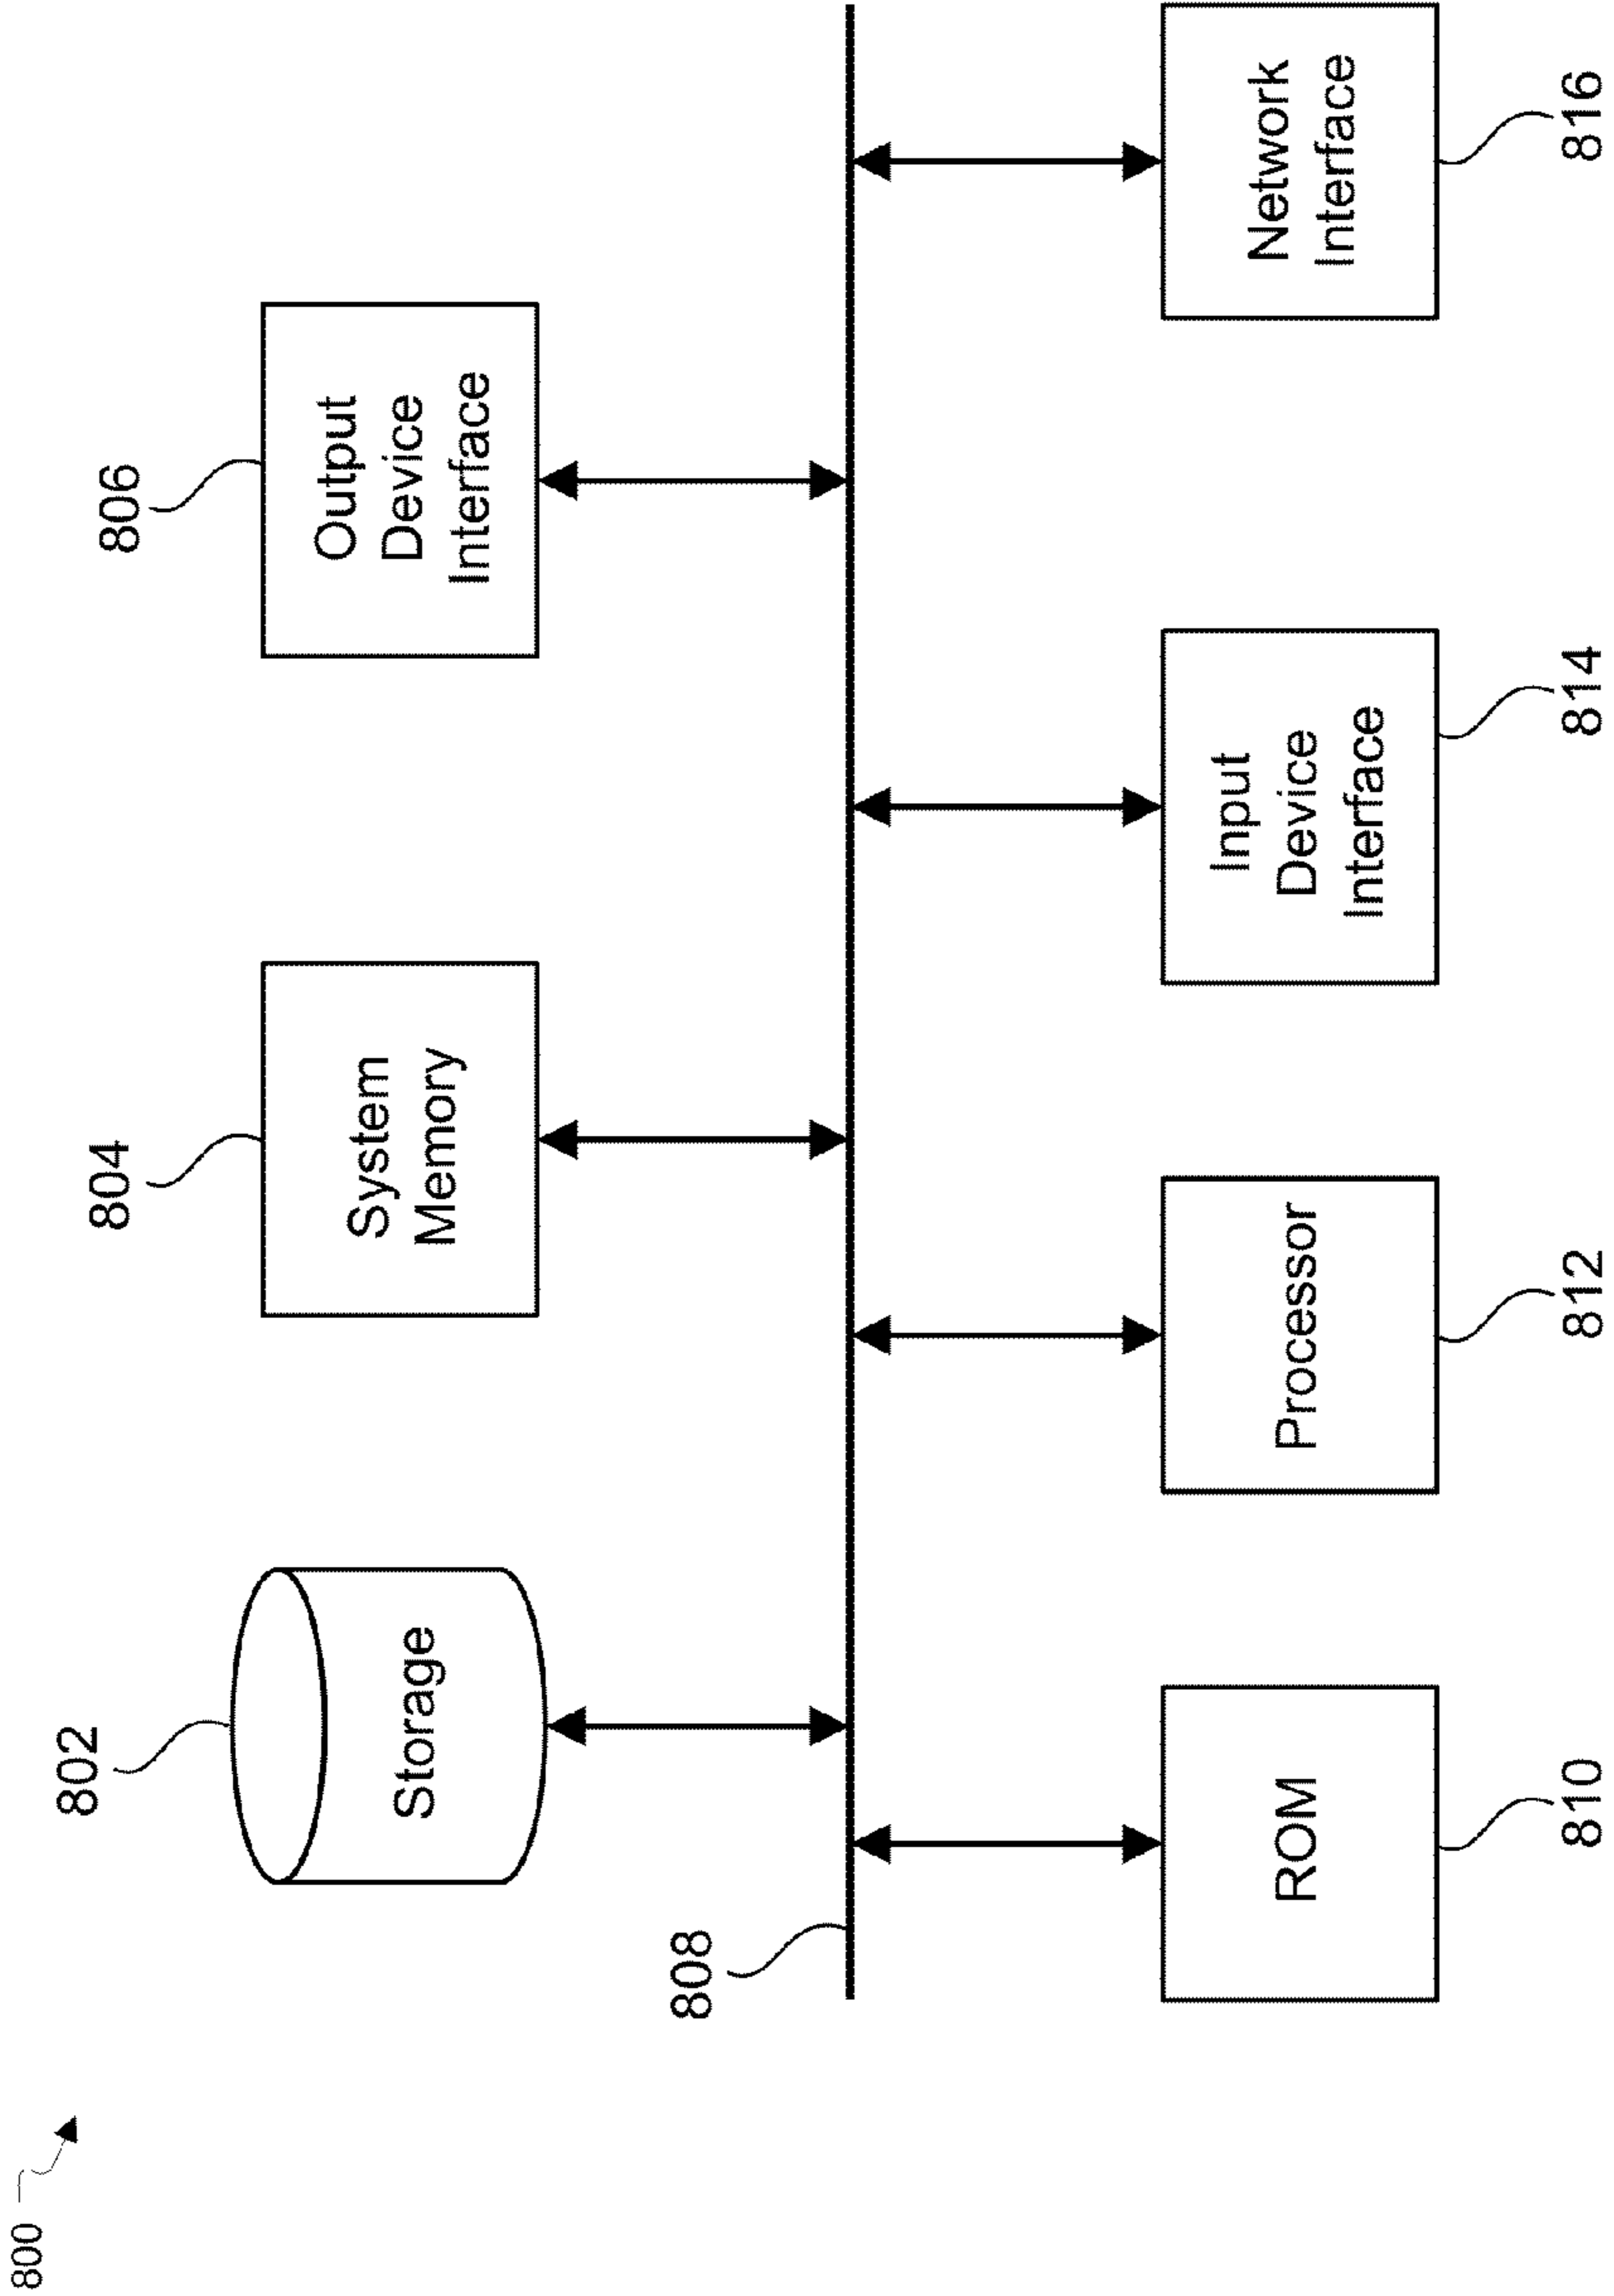 800
802
Storage
804
System
Memory
806
Output
Device
Interface
808
ROM
810
Processor
812
Input
Device
Interface
814
Network
Interface
816